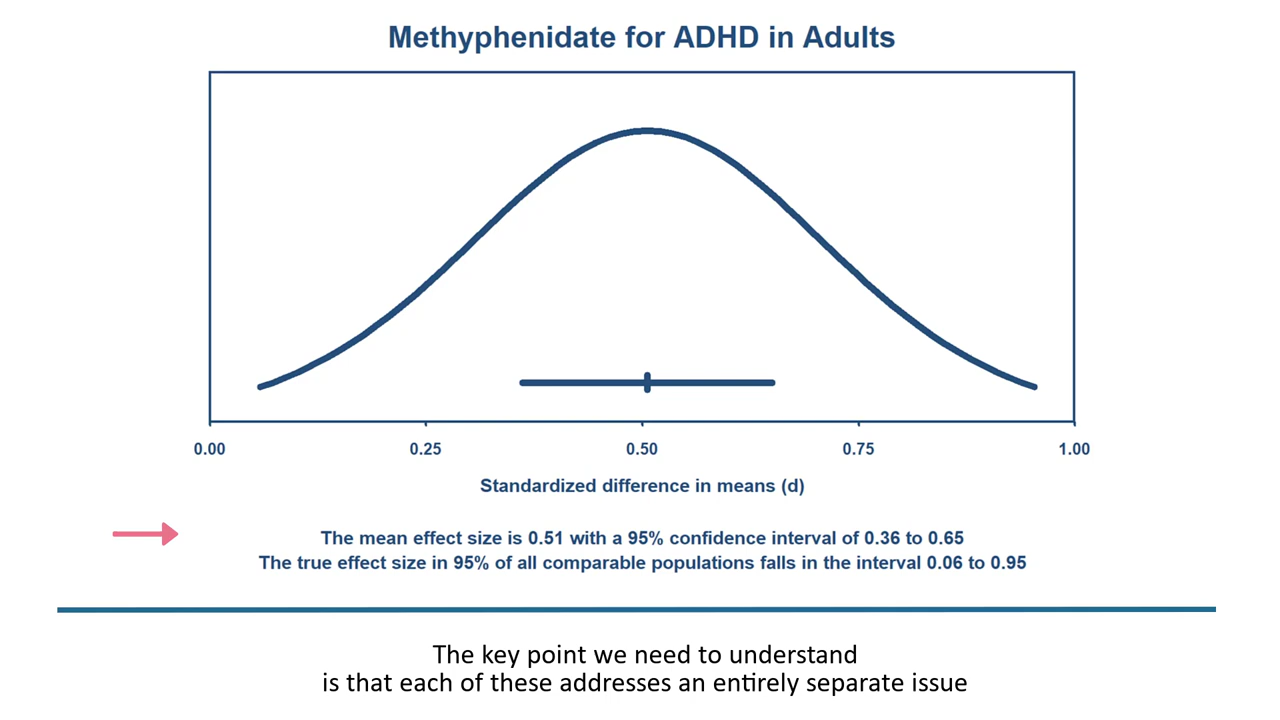 Methyphenidate for ADHD in Adults
0.00 0.25 0.50 0.75 1.00
Standardized difference in means (d)
The mean effect size is 0.51 with a 95% confidence interval of 0.36 to 0.65
The true effect size in 95% of all comparable populations falls in the interval 0.06 to 0.95
The key point we need to understand
is that each of these addresses an entirely separate issue